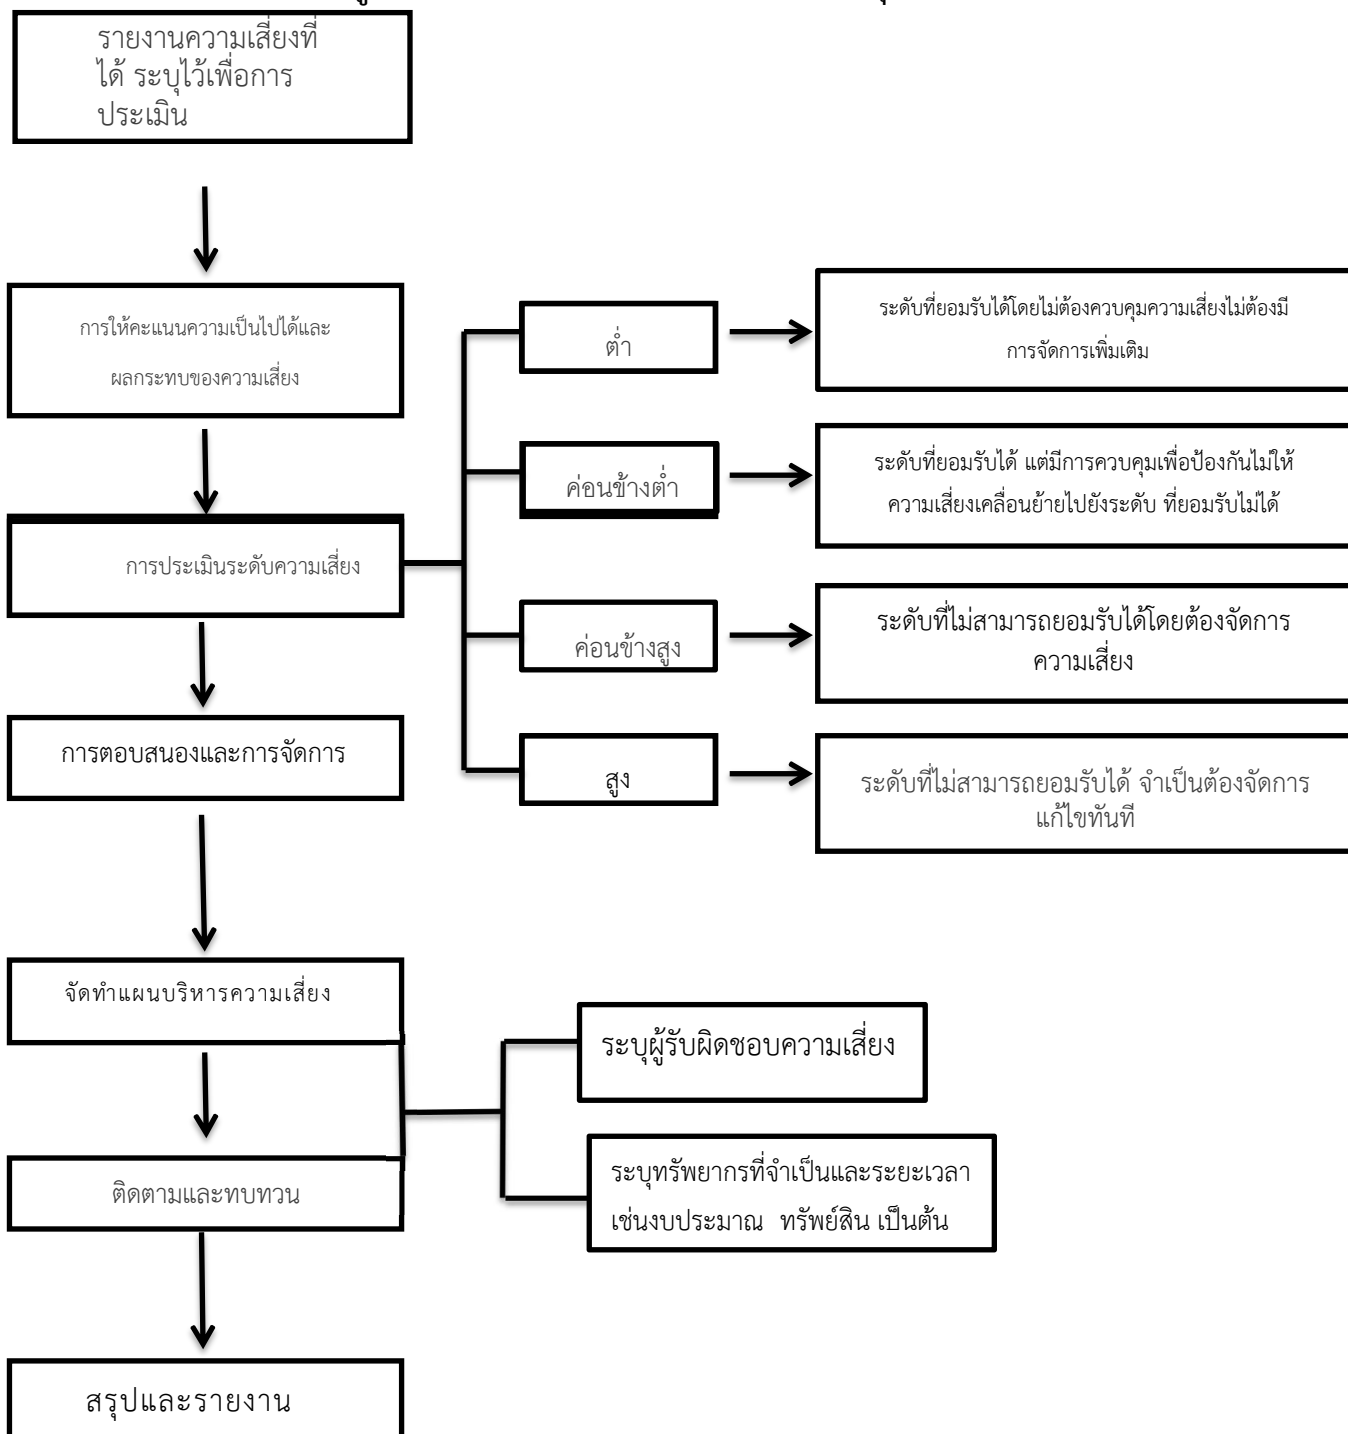 รายงานความเสี่ยงที่
ได้ ระบุไว้เพื่อการ
ประเมิน
การให้คะแนนความเป็นไปได้และ
ผลกระทบของความเสี่ยง
การประเมินระดับความเสี่ยง
ต่ำ
ระดับที่ยอมรับได้โดยไม่ต้องควบคุมความเสี่ยงไม่ต้องมี
การจัดการเพิ่มเติม
ค่อนข้างต่ำ
ระดับที่ยอมรับได้ แต่มีการควบคุมเพื่อป้องกันไม่ให้
ความเสี่ยงเคลื่อนย้ายไปยังระดับ ที่ยอมรับไม่ได้
ค่อนข้างสูง
ระดับที่ไม่สามารถยอมรับได้โดยต้องจัดการ
ความเสี่ยง
สูง
ระดับที่ไม่สามารถยอมรับได้ จำเป็นต้องจัดการ
แก้ไขทันที
การตอบสนองและการจัดการ
จัดทำแผนบริหารความเสี่ยง
ระบุผู้รับผิดชอบความเสี่ยง
ระบุทรัพยากรที่จำเป็นและระยะเวลา
เช่นงบประมาณ ทรัพย์สิน เป็นต้น
ติดตามและทบทวน
สรุปและรายงาน